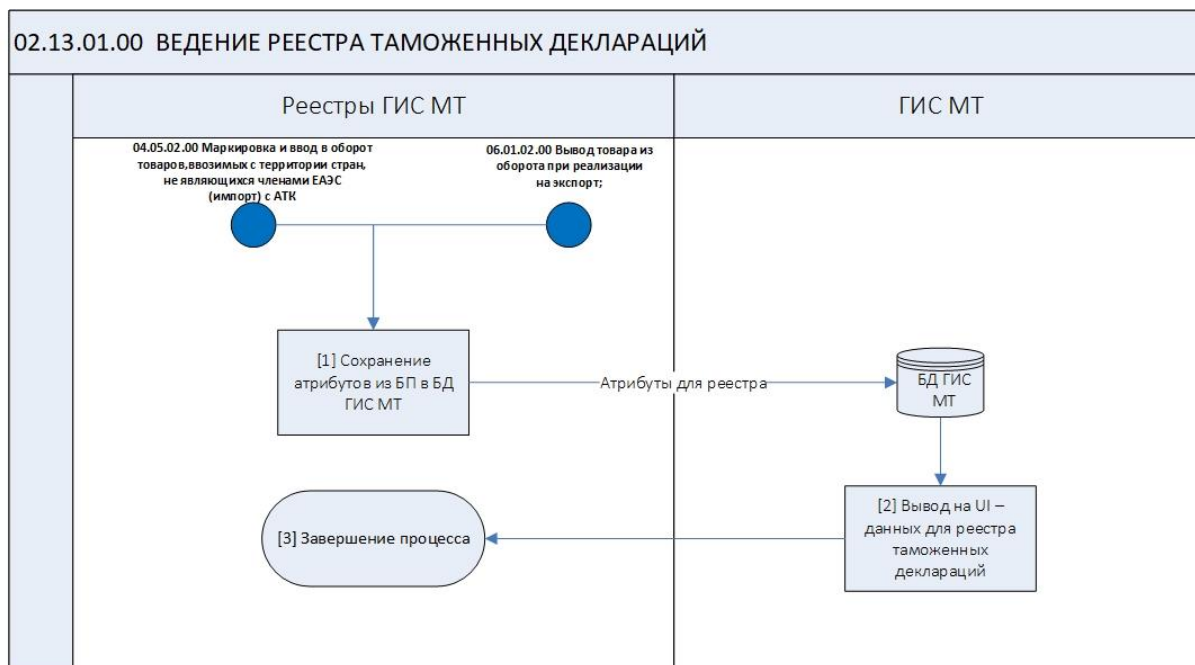 02.13.01.00 ВЕДЕНИЕ РЕЕСТРА ТАМОЖЕННЫХ ДЕКЛАРАЦИЙ
Реестры ГИС МТ
ГИС МТ
04.05.02.00 Маркировка и ввод в оборот
товаров,ввозимых с территории стран,
не являющихся членами ЕАЭС
(импорт) с АТК
06.01.02.00 Вывод товара из
оборота при реализации
на экспорт;
[1] Сохранение
атрибутов из БП в БД
ГИС МТ
Атрибуты для реестра
БД ГИС
МТ
[2] Вывод на UI –
данных для реестра
таможенных
деклараций
[3] Завершение процесса